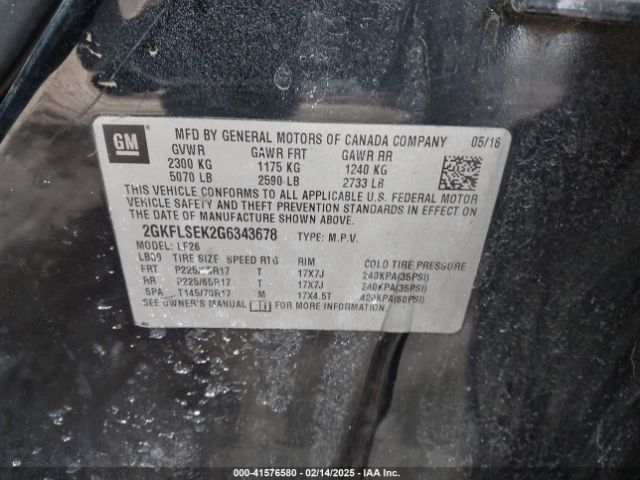 GM
MFD BY GENERAL MOTORS OF CANADA COMPANY 05/16
GVWR GAWR FRT GAWR RR
2300 KG 1175 KG 1240 KG
5070 LB 2590 LB 2733 LB
THIS VEHICLE CONFORMS TO ALL APPLICABLE U.S. FEDERAL MOTOR
VEHICLE SAFETY AND THEFT PREVENTION STANDARDS IN EFFECT ON
THE DATE OF MANUFACTURE SHOWN ABOVE.
2GKFLSEK2G6343678 TYPE: M.P.V.
MODEL: LF26
LB09 TIRE SIZE SPEED RTG RIM COLD TIRE PRESSURE
FRT P225/65R17 T 17X7J 240KPA(35PSI)
RR P225/65R17 T 17X7J 240KPA(35PSI)
SPA T145/70R17 M 17X4.5T 420KPA(60PSI)
SEE OWNER'S MANUAL FOR MORE INFORMATION
000-41576580 - 02/14/2025 - IAA Inc.